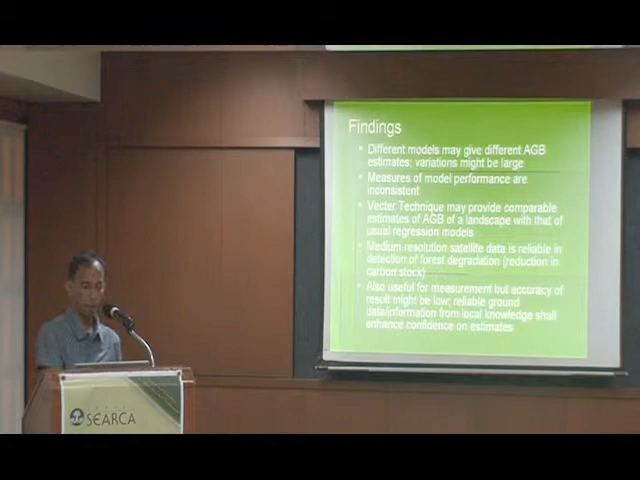 Findings
Different models may give different AGB
estimates; variations might be large
Measures of model performance are
inconsistent
Vecter Technique may provide comparable
estimates of AGB of a landscape with that of
usual regression models
Medium resolution satellite data is reliable in
detection of forest degradation (reduction in
carbon stock)
Also useful for measurement but accuracy of
result might be low; reliable ground
data/information from local knowledge shall
enhance confidence on estimates
SEARCA